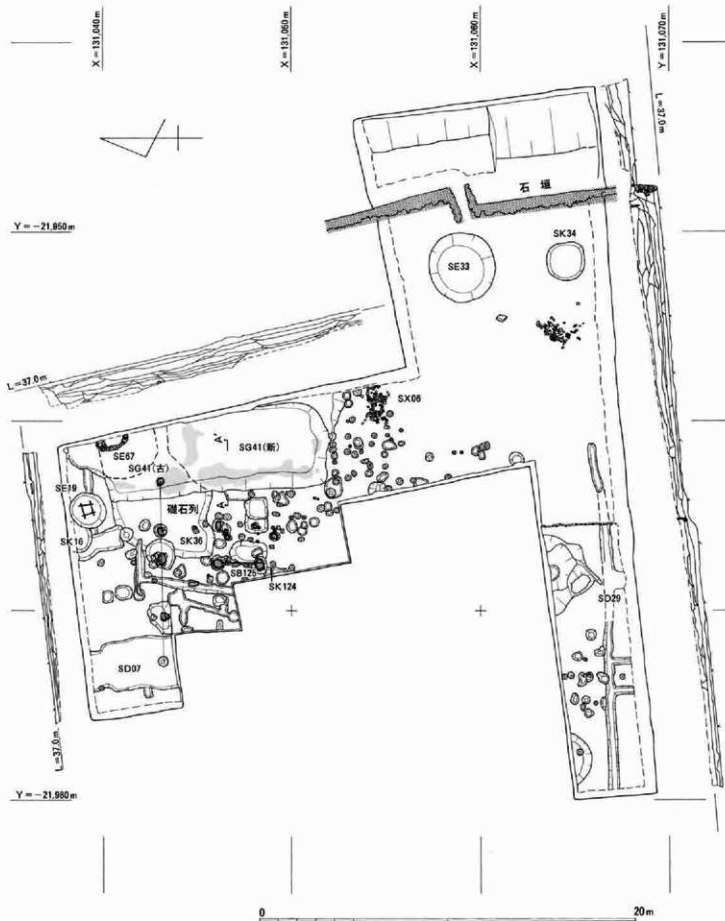 X=131,040m
X=131,050m
X=131,060m
Y=-131,070m
L=37.0m
石垣
Y=-21,950m
SK34
SE33
L=37.0m
SX06
SE67
SG41(新)
A'
SG41(古)
SE19
礎石列
A
SK16
SK36
SB125
SK124
SD29
SD07
L=37.0m
Y=-21,980m
0
20m